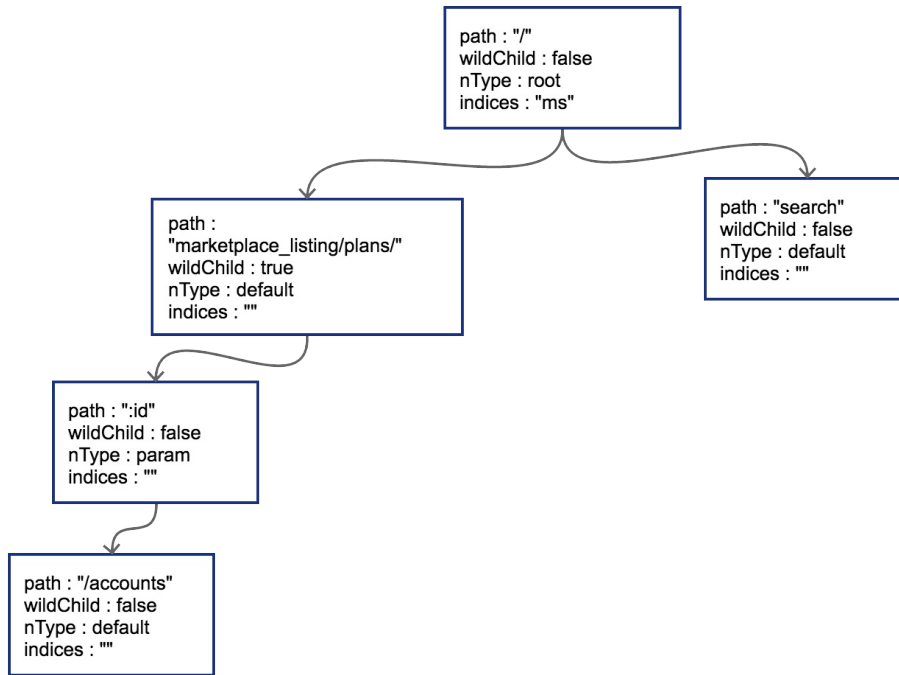 path : "/"
wildChild : false
nType : root
indices : "ms"
path :
"marketplace_listing/plans/"
wildChild : true
nType : default
indices : ""
path : "search"
wildChild : false
nType : default
indices : ""
path : ":id"
wildChild : false
nType : param
indices : ""
path : "/accounts"
wildChild : false
nType : default
indices : ""